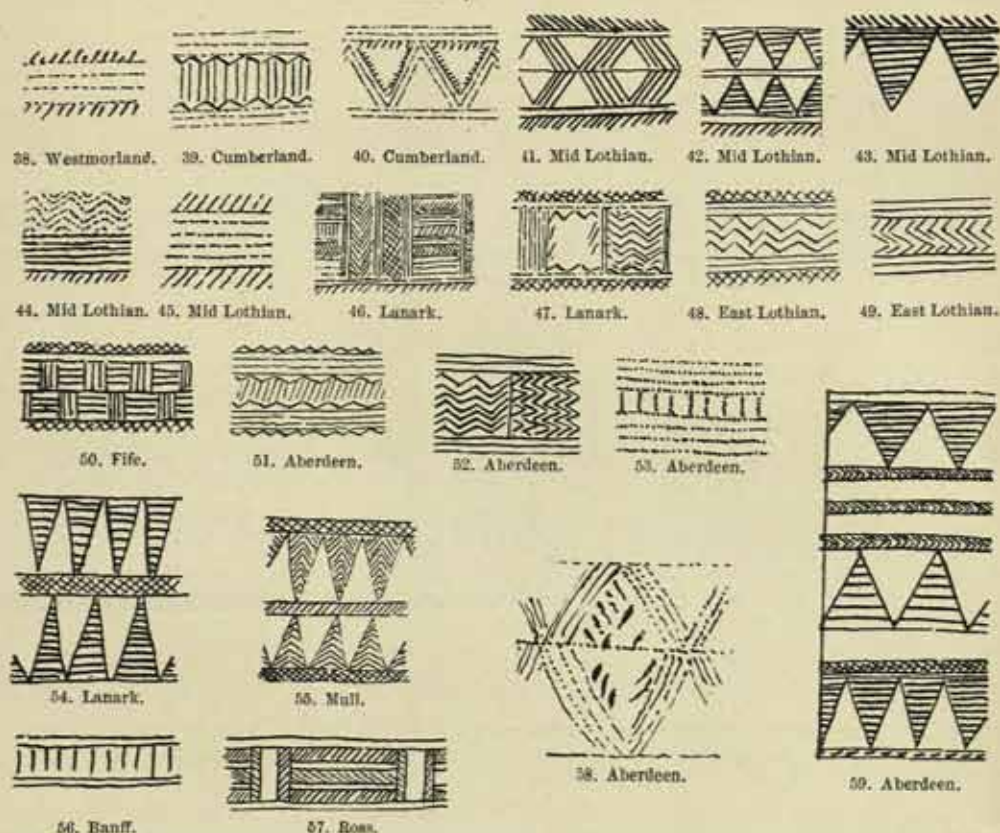 38. Westmorland. 39. Cumberland. 40. Cumberland. 41. Mid Lothian. 42. Mid Lothian. 43. Mid Lothian.
44. Mid Lothian. 45. Mid Lothian. 46. Lanark. 47. Lanark. 48. East Lothian. 49. East Lothian.
50. Fife. 51. Aberdeen. 52. Aberdeen. 53. Aberdeen.
54. Lanark. 55. Mull. 58. Aberdeen. 59. Aberdeen.
56. Banff. 57. Ross.